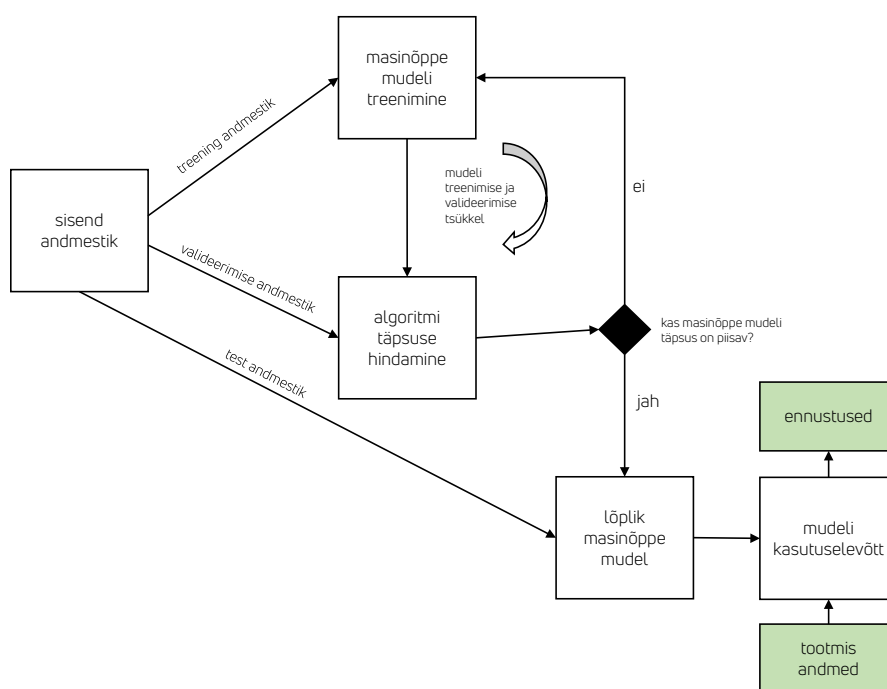 masinõppe
mudeli
treenimine
treening andmestik
sisend
andmestik
mudeli
treenimise ja
valideerimise
tsükkel
ei
valideerimise andmestik
algoritmi
täpsuse
hindamine
kas masinõppe mudeli
täpsus on piisav?
test andmestik
jah
ennustused
lõplik
masinõppe
mudel
mudeli
kasutuselevõtt
tootmis
andmed